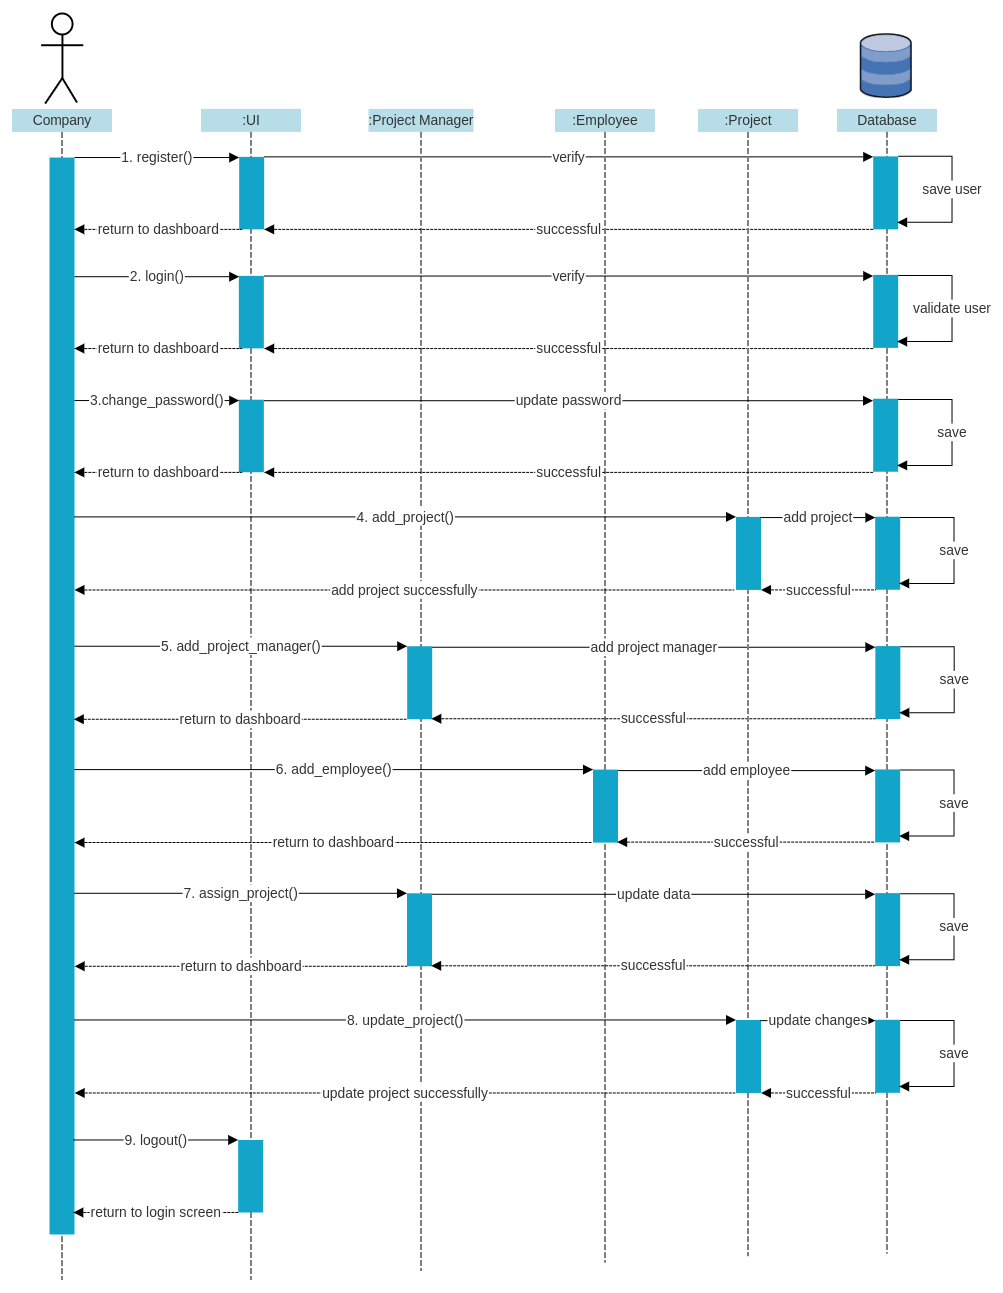 Company
:UI
:Project Manager
:Employee
:Project
Database
1. register()
verify
save user
return to dashboard
successful
2. login()
verify
validate user
return to dashboard
successful
3.change_password()
update password
save
return to dashboard
successful
4. add_project()
add project
save
add project successfully
successful
5. add_project_manager()
add project manager
save
return to dashboard
successful
6. add_employee()
add employee
save
return to dashboard
successful
7. assign_project()
update data
save
return to dashboard
successful
8. update_project()
update changes
save
update project successfully
successful
9. logout()
return to login screen